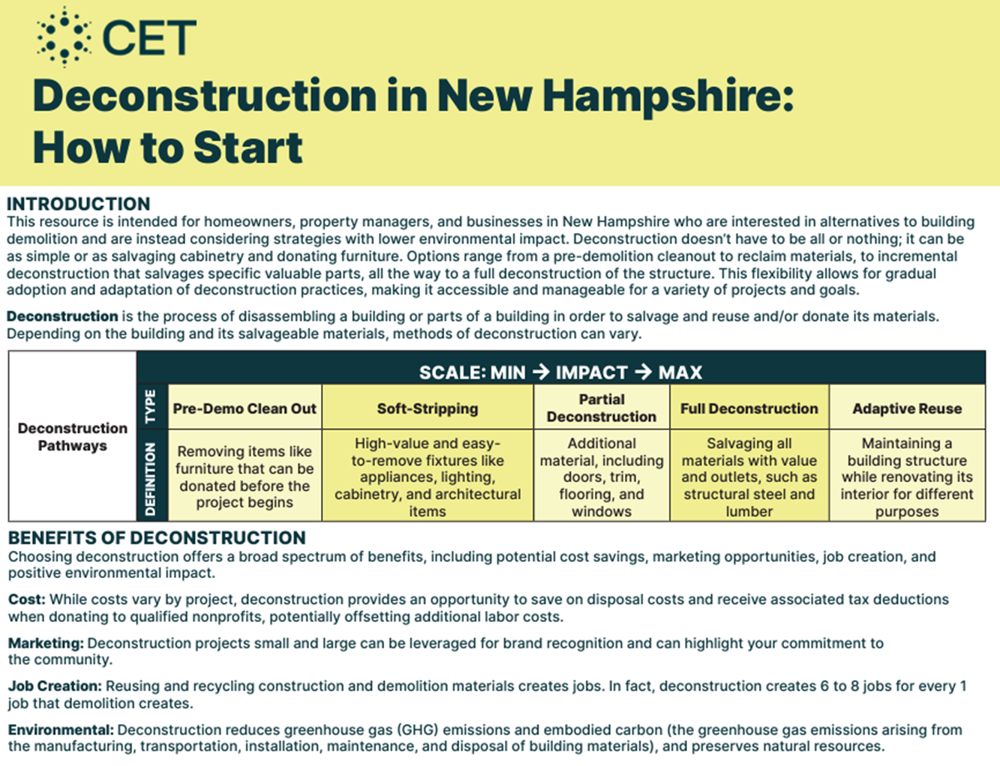 CET
Deconstruction in New Hampshire:
How to Start
INTRODUCTION
This resource is intended for homeowners, property managers, and businesses in New Hampshire who are interested in alternatives to building
demolition and are instead considering strategies with lower environmental impact. Deconstruction doesn't have to be all or nothing; it can be
as simple or as salvaging cabinetry and donating furniture. Options range from a pre-demolition cleanout to reclaim materials, to incremental
deconstruction that salvages specific valuable parts, all the way to a full deconstruction of the structure. This flexibility allows for gradual
adoption and adaptation of deconstruction practices, making it accessible and manageable for a variety of projects and goals.
Deconstruction is the process of disassembling a building or parts of a building in order to salvage and reuse and/or donate its materials.
Depending on the building and its salvageable materials, methods of deconstruction can vary.
Deconstruction
Pathways
SCALE: MIN → IMPACT → MAX
TYPE
Pre-Demo Clean Out
Soft-Stripping
Partial
Deconstruction
Full Deconstruction
Adaptive Reuse
DEFINITION
Removing items like
furniture that can be
donated before the
project begins
High-value and easy-
to-remove fixtures like
appliances, lighting,
cabinetry, and architectural
items
Additional
material, including
doors, trim,
flooring, and
windows
Salvaging all
materials with value
and outlets, such as
structural steel and
lumber
Maintaining a
building structure
while renovating its
interior for different
purposes
BENEFITS OF DECONSTRUCTION
Choosing deconstruction offers a broad spectrum of benefits, including potential cost savings, marketing opportunities, job creation, and
positive environmental impact.
Cost: While costs vary by project, deconstruction provides an opportunity to save on disposal costs and receive associated tax deductions
when donating to qualified nonprofits, potentially offsetting additional labor costs.
Marketing: Deconstruction projects small and large can be leveraged for brand recognition and can highlight your commitment to
the community.
Job Creation: Reusing and recycling construction and demolition materials creates jobs. In fact, deconstruction creates 6 to 8 jobs for every 1
job that demolition creates.
Environmental: Deconstruction reduces greenhouse gas (GHG) emissions and embodied carbon (the greenhouse gas emissions arising from
the manufacturing, transportation, installation, maintenance, and disposal of building materials), and preserves natural resources.